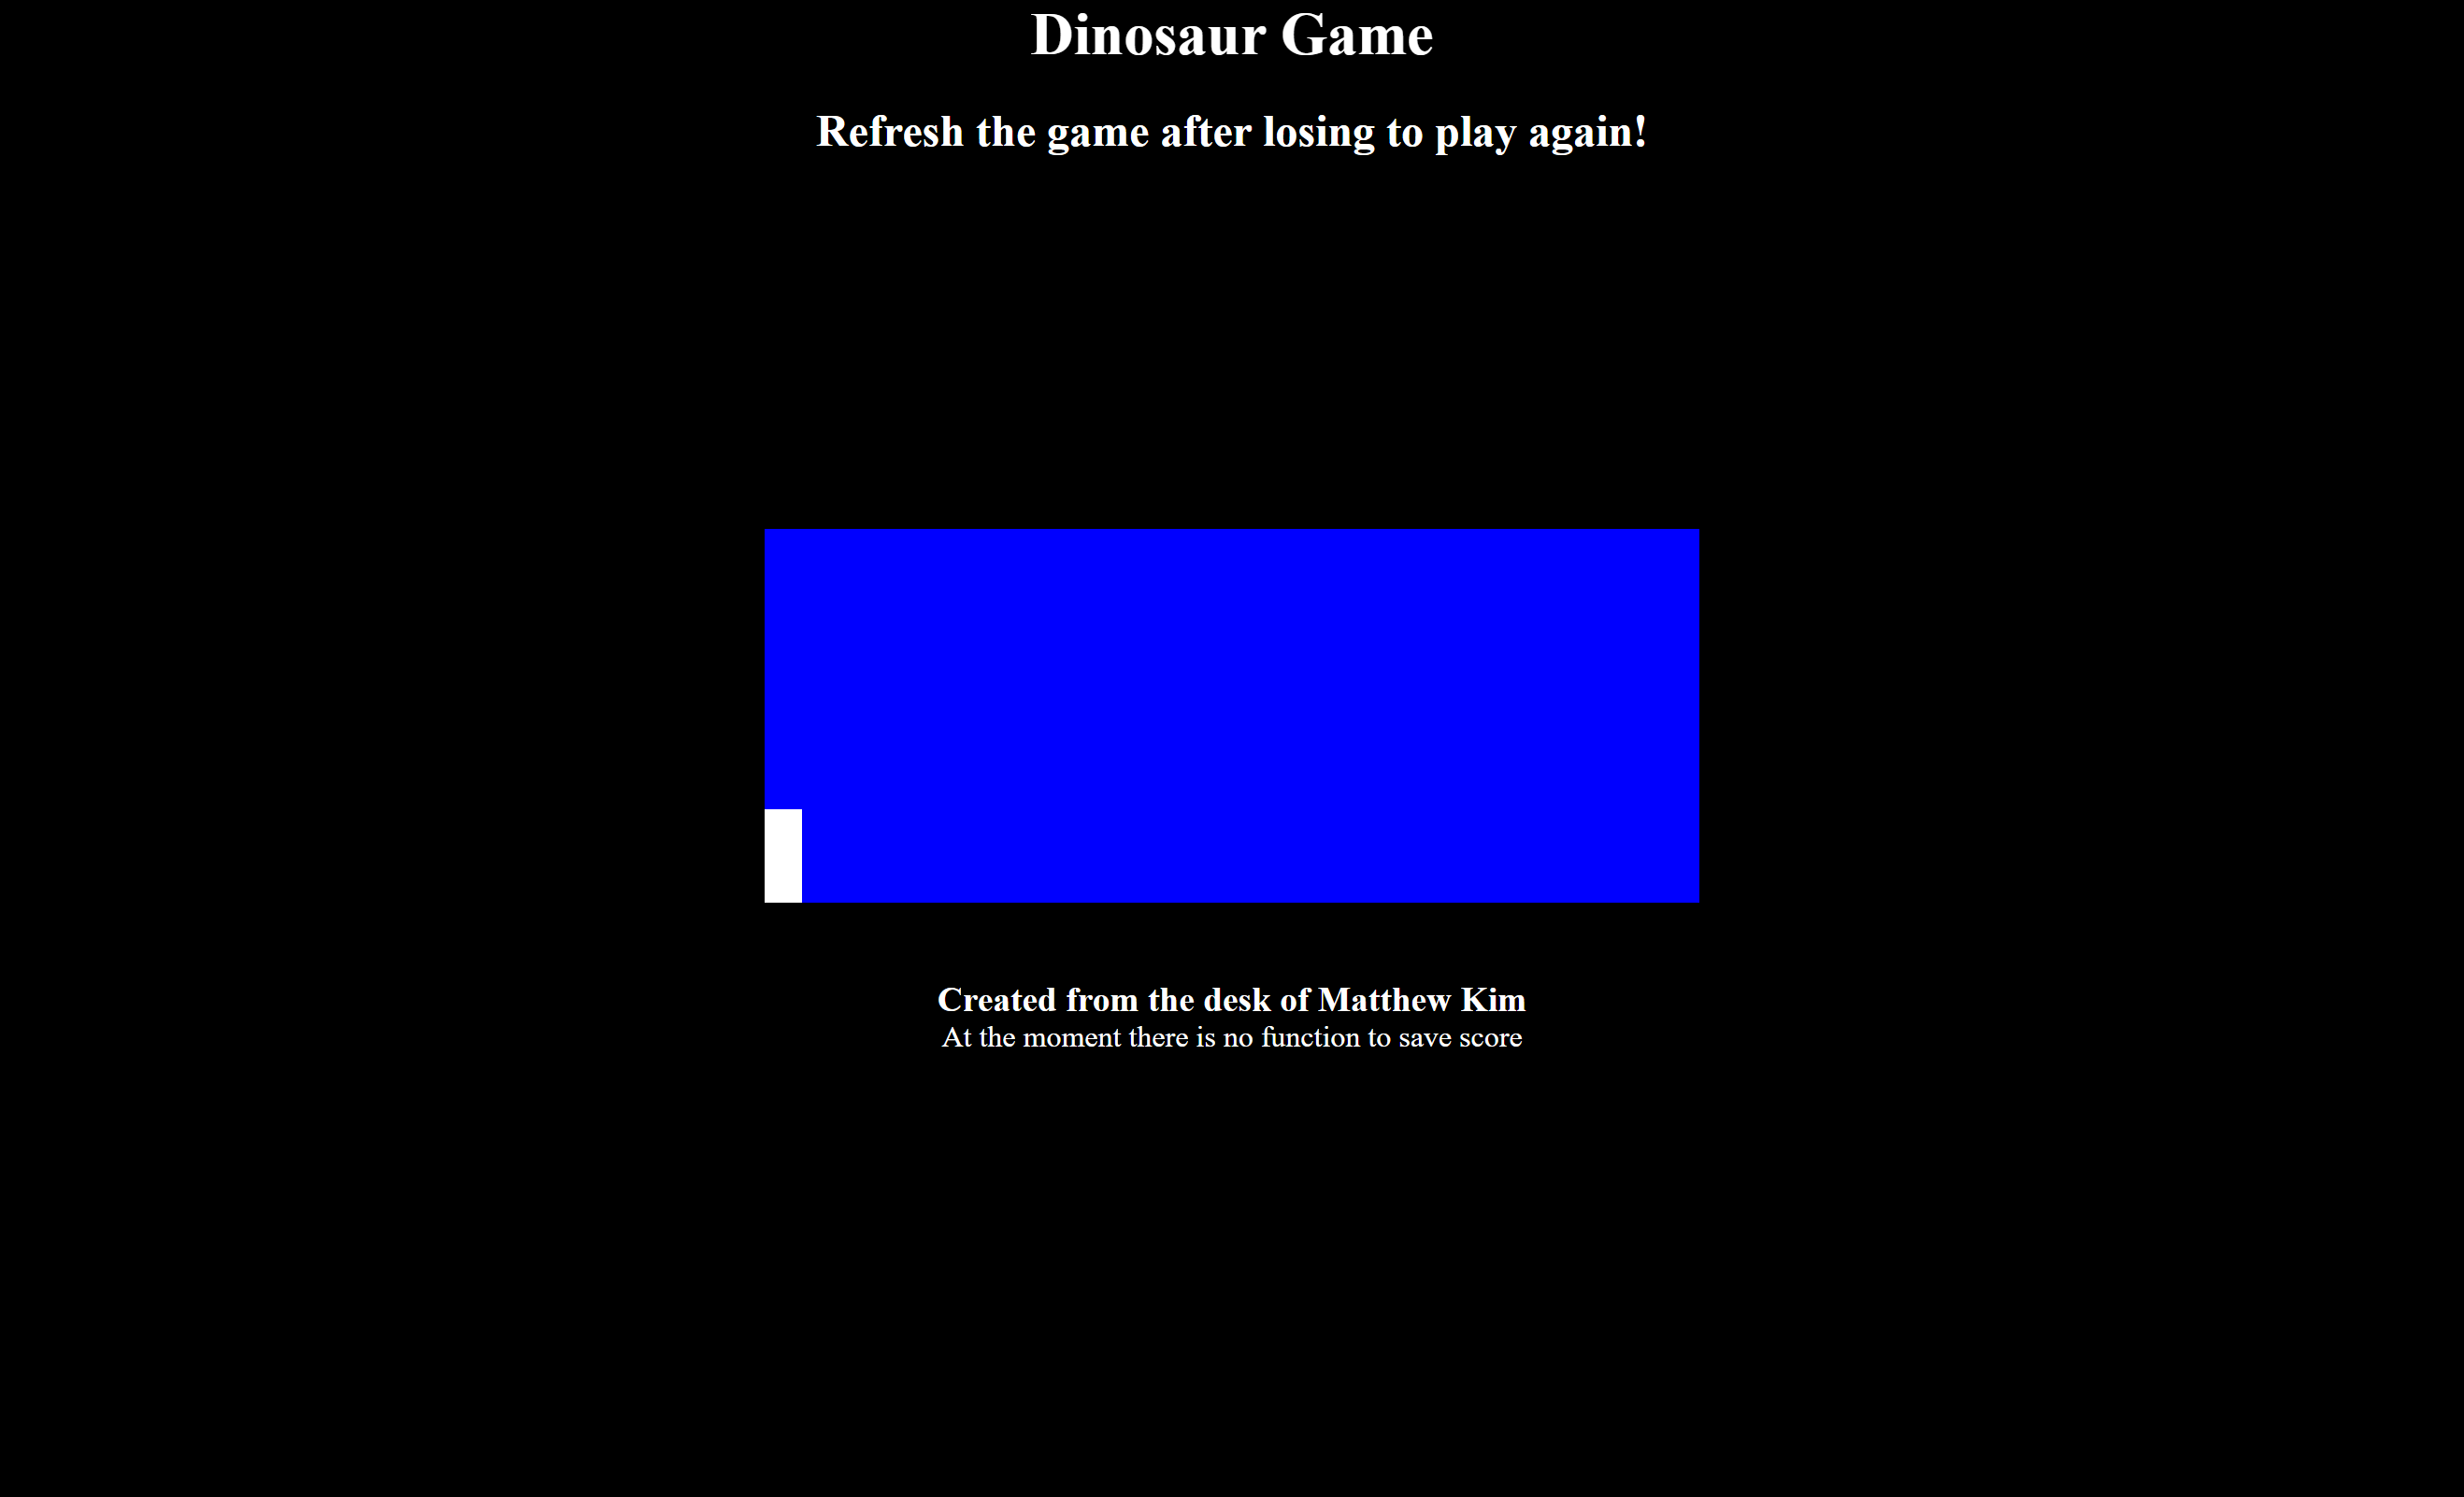 Dinosaur Game
Refresh the game after losing to play again!
Created from the desk of Matthew Kim
At the moment there is no function to save score